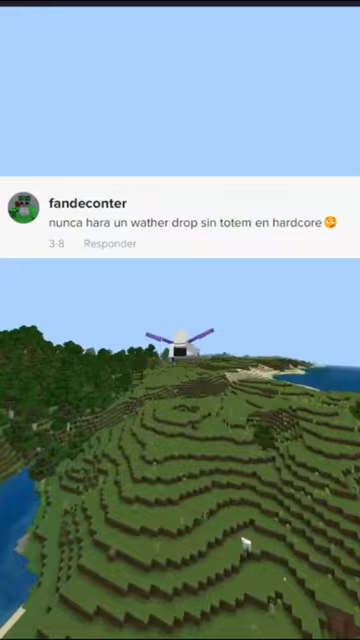 fandeconter
nunca hara un wather drop sin totem en hardcore😳
3-8 Responder